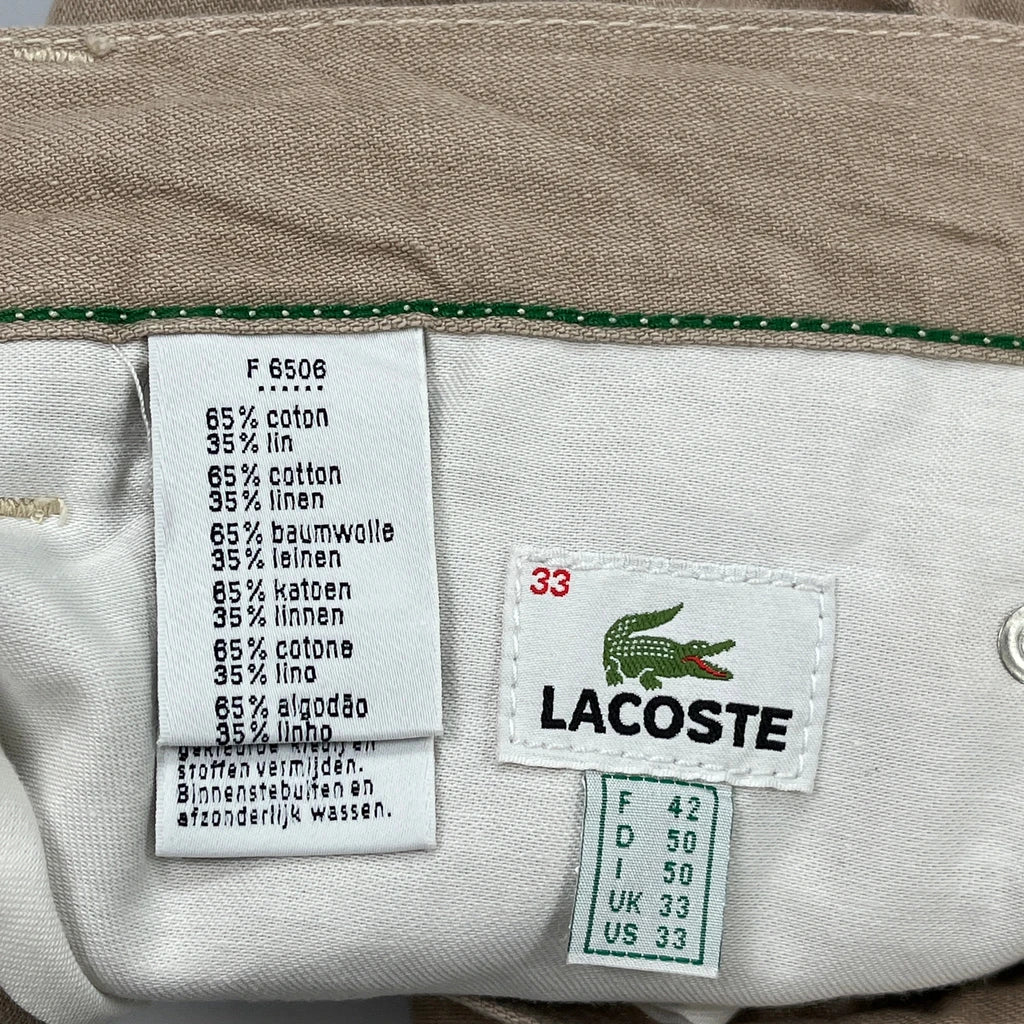 F 6506
65% coton
35% lin
65% cotton
35% linen
65% baumwolle
35% leinen
65% katoen
35% linnen
65% cotone
35% lino
65% algodão
35% linho
stoffen vermijden.
Binnenstebuiten en
afzonderlijk wassen.
33
LACOSTE
F 42
D 50
I 50
UK 33
US 33